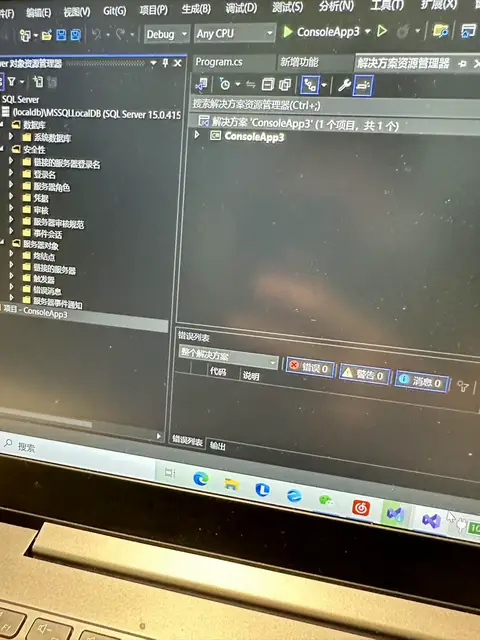 编辑(E) 视图(V) Git(G) 项目(P) 生成(B) 调试(D) 测试(S) 分析(N) 工具(T) 扩展(X)
Debug Any CPU ConsoleApp3
对象资源管理器
Program.cs 新增功能 解决方案资源管理器
搜索解决方案资源管理器(Ctrl+;)
解决方案 'ConsoleApp3' (1 个项目，共 1 个)
ConsoleApp3
SQL Server
(localdb)\MSSQLLocalDB (SQL Server 15.0.415
数据库
系统数据库
安全性
链接的服务器登录名
登录名
服务器角色
凭据
审核
服务器审核规范
事件会话
服务器对象
终结点
链接的服务器
触发器
错误消息
服务器事件通知
项目 - ConsoleApp3
错误列表
整个解决方案 错误 0 警告 0 消息 0
代码 说明
错误列表 输出
搜索